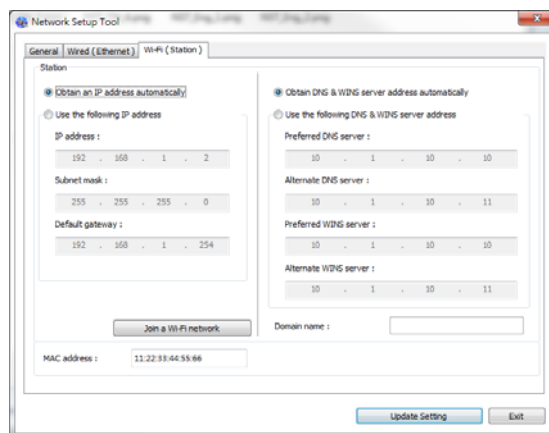 Network Setup Tool
General Wired (Ethernet) Wi-Fi (Station)
Station
Obtain an IP address automatically
Use the following IP address
IP address :
192 . 168 . 1 . 2
Subnet mask :
255 . 255 . 255 . 0
Default gateway :
192 . 168 . 1 . 254
Join a Wi-Fi network
Obtain DNS & WINS server address automatically
Use the following DNS & WINS server address
Preferred DNS server :
10 . 1 . 10 . 10
Alternate DNS server :
10 . 1 . 10 . 11
Preferred WINS server :
10 . 1 . 10 . 10
Alternate WINS server :
10 . 1 . 10 . 11
Domain name :
MAC address : 11:22:33:44:55:66
Update Setting Exit